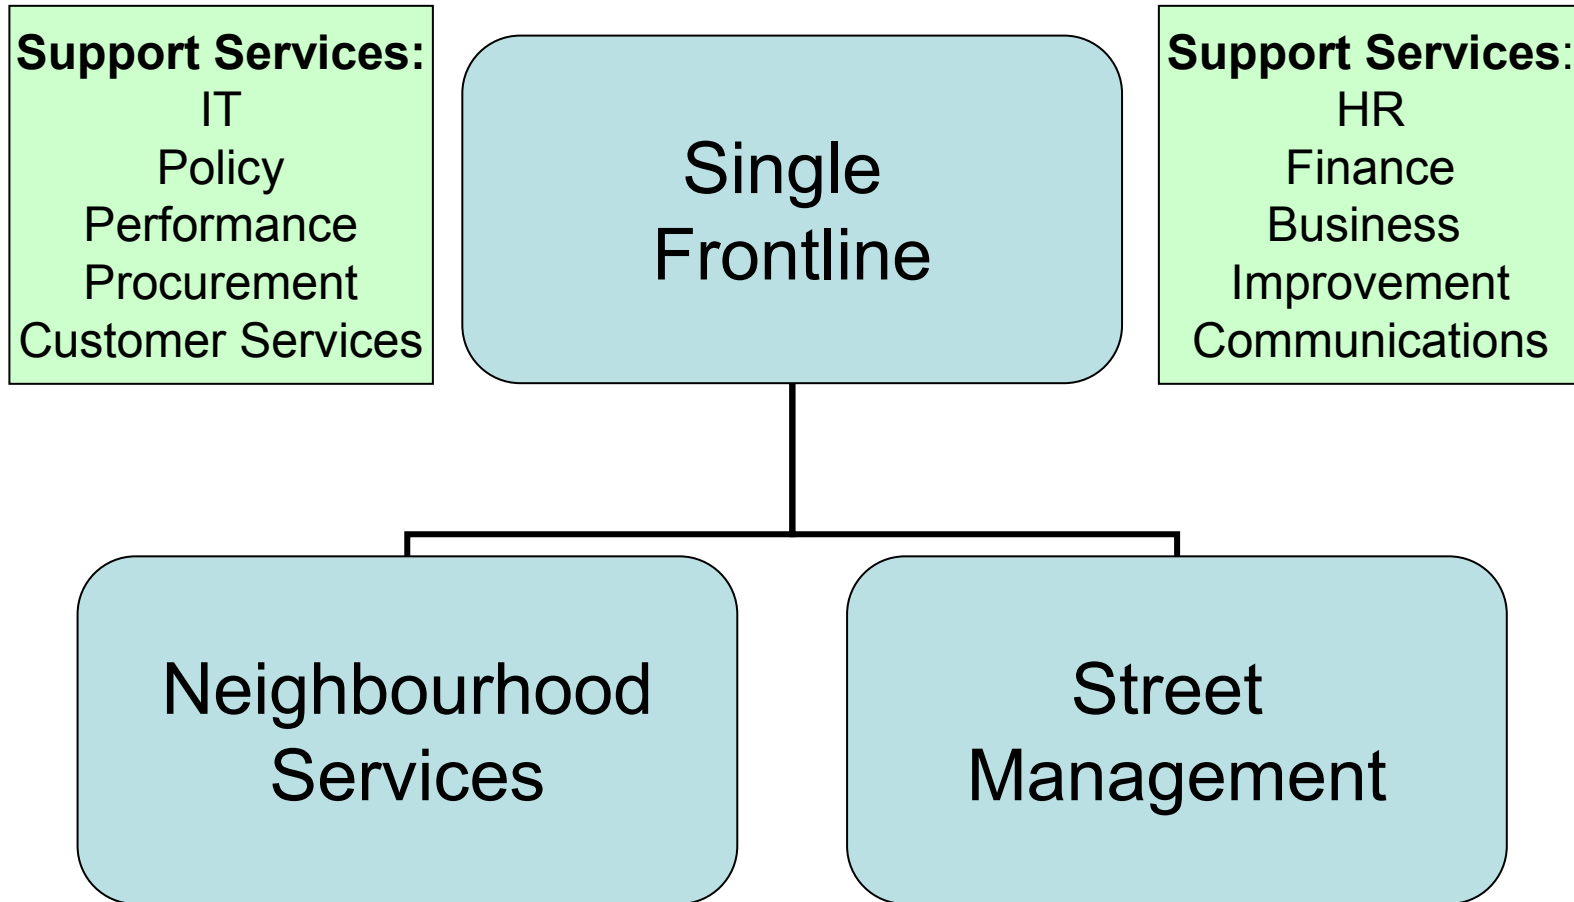 Support Services:
IT
Policy
Performance
Procurement
Customer Services
Single
Frontline
Support Services:
HR
Finance
Business
Improvement
Communications
Neighbourhood
Services
Street
Management